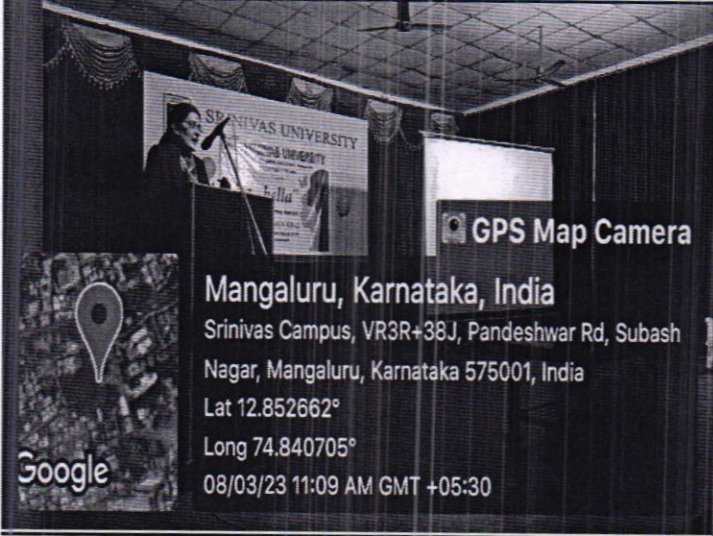 SRINIVAS UNIVERSITY
UNIVERSITY
GPS Map Camera
Mangaluru, Karnataka, India
Srinivas Campus, VR3R+38J, Pandeshwar Rd, Subash
Nagar, Mangaluru, Karnataka 575001, India
Lat 12.852662°
Long 74.840705°
08/03/23 11:09 AM GMT +05:30
Google